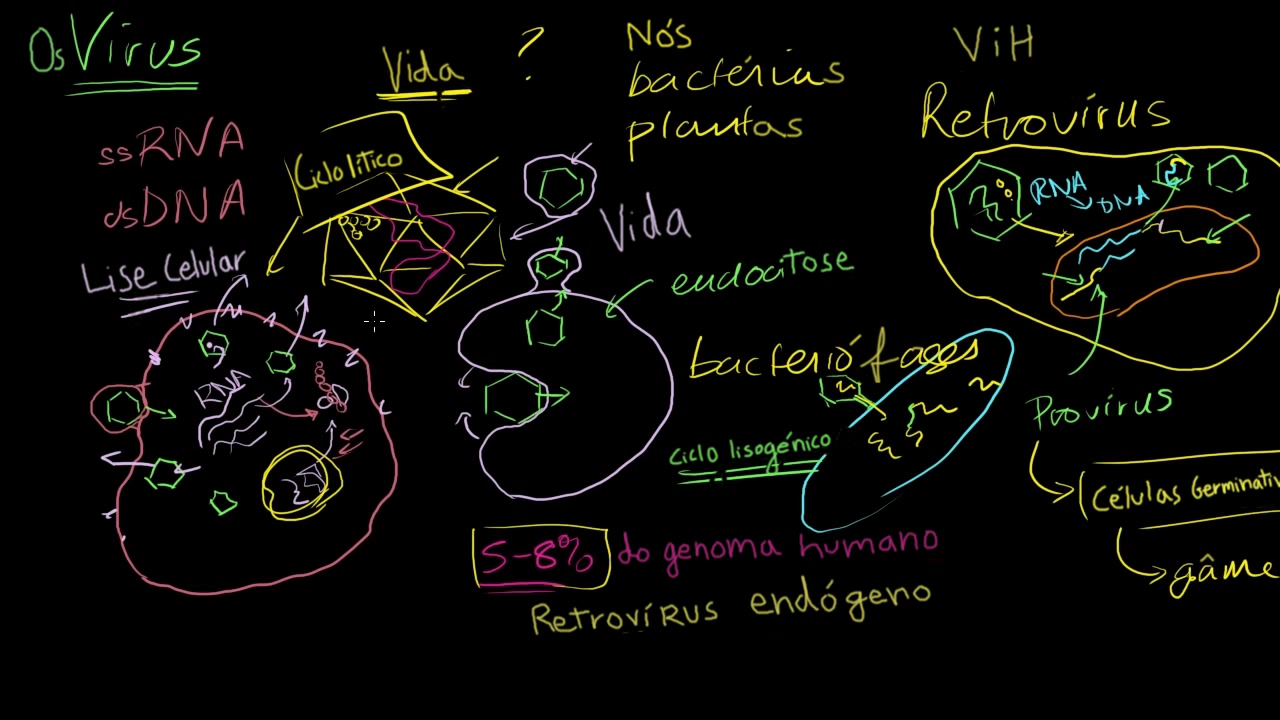 Os Vírus
Vida ?
Nós
bactérias
plantas
ViH
Retrovírus
ssRNA
dsDNA
Ciclo lítico
Vida
RNA
DNA
Lise Celular
endocitose
RNA
bacteriófages
Provírus
Ciclo lisogénico
Células Germinativ
5-8% do genoma humano
gâme
Retrovírus endógeno